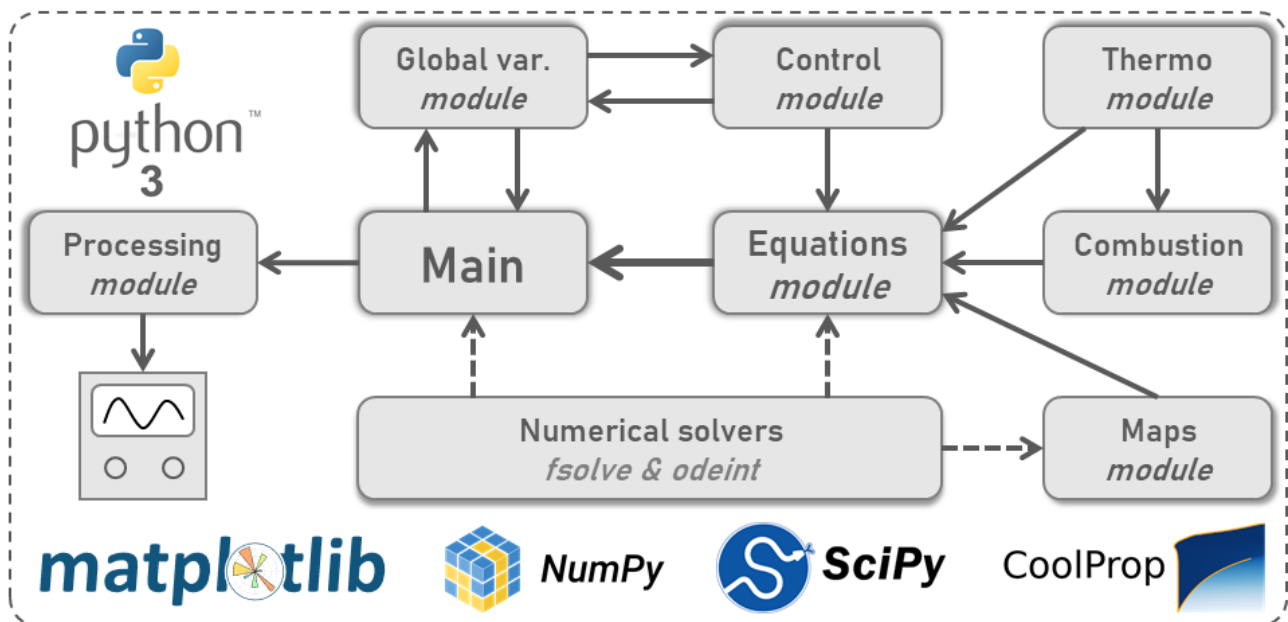 python™
3
Global var.
module
Control
module
Thermo
module
Processing
module
Main
Equations
module
Combustion
module
Numerical solvers
fsolve & odeint
Maps
module
matplotlib
NumPy
SciPy
CoolProp